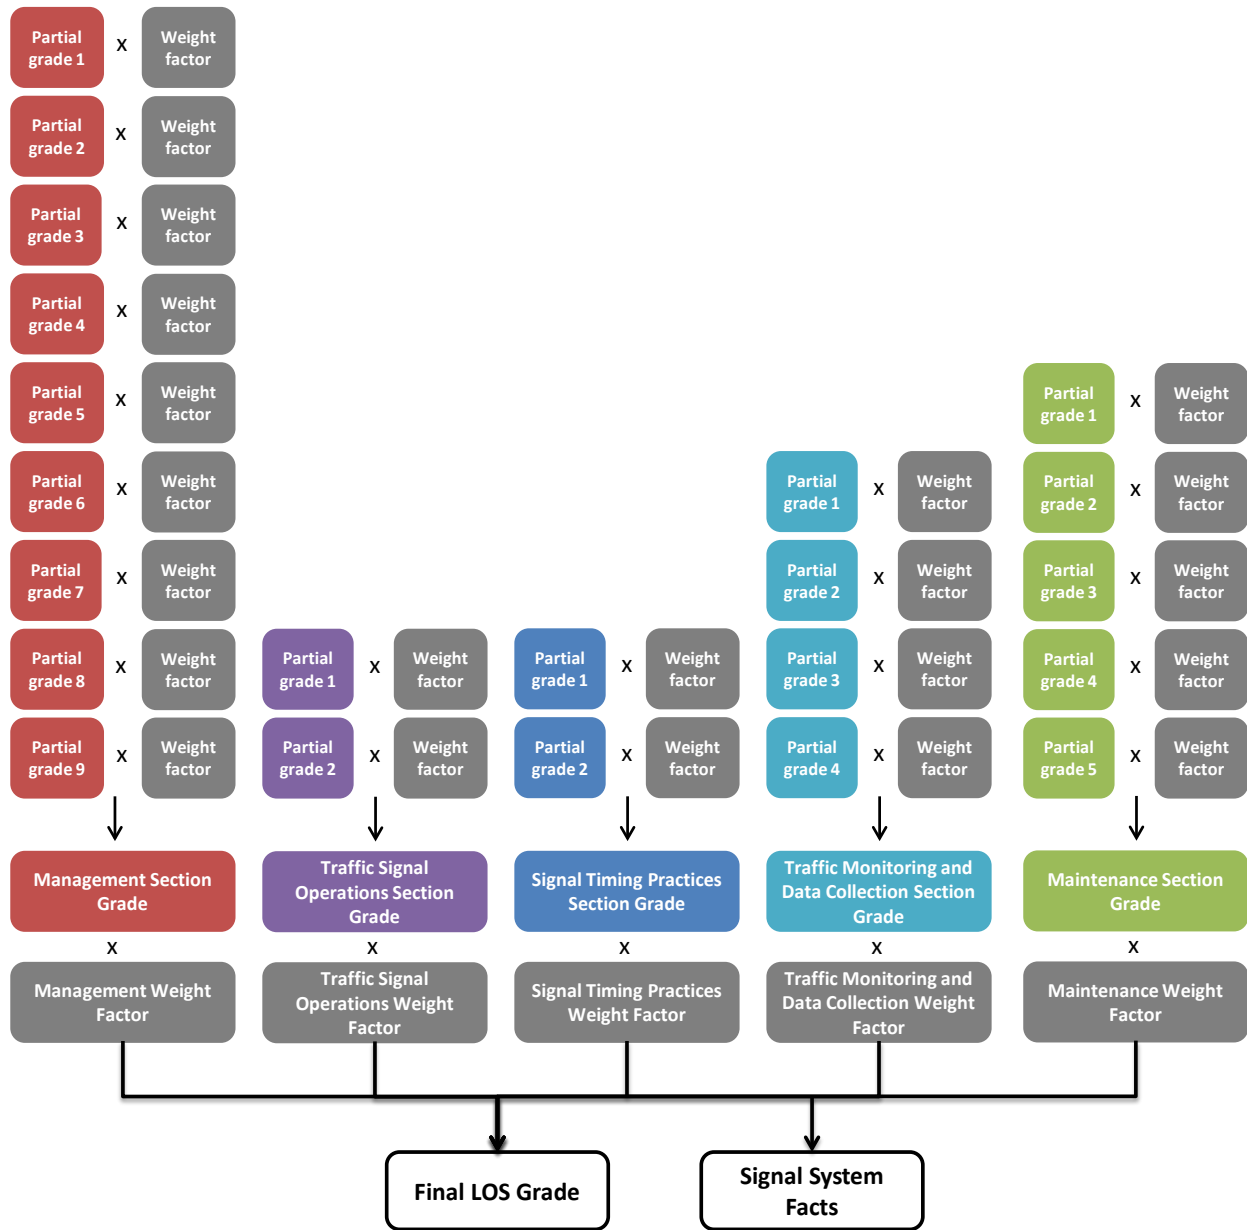 Partial
grade 1
X
Weight
factor
Partial
grade 2
X
Weight
factor
Partial
grade 3
X
Weight
factor
Partial
grade 4
X
Weight
factor
Partial
grade 5
X
Weight
factor
Partial
grade 6
X
Weight
factor
Partial
grade 7
X
Weight
factor
Partial
grade 8
X
Weight
factor
Partial
grade 9
X
Weight
factor
Management Section
Grade
X
Management Weight
Factor
Partial
grade 1
X
Weight
factor
Partial
grade 2
X
Weight
factor
Traffic Signal
Operations Section
Grade
X
Traffic Signal
Operations Weight
Factor
Partial
grade 1
X
Weight
factor
Partial
grade 2
X
Weight
factor
Signal Timing Practices
Section Grade
X
Signal Timing Practices
Weight Factor
Partial
grade 1
X
Weight
factor
Partial
grade 2
X
Weight
factor
Partial
grade 3
X
Weight
factor
Partial
grade 4
X
Weight
factor
Traffic Monitoring and
Data Collection Section
Grade
X
Traffic Monitoring and
Data Collection Weight
Factor
Partial
grade 1
X
Weight
factor
Partial
grade 2
X
Weight
factor
Partial
grade 3
X
Weight
factor
Partial
grade 4
X
Weight
factor
Partial
grade 5
X
Weight
factor
Maintenance Section
Grade
X
Maintenance Weight
Factor
Final LOS Grade
Signal System
Facts